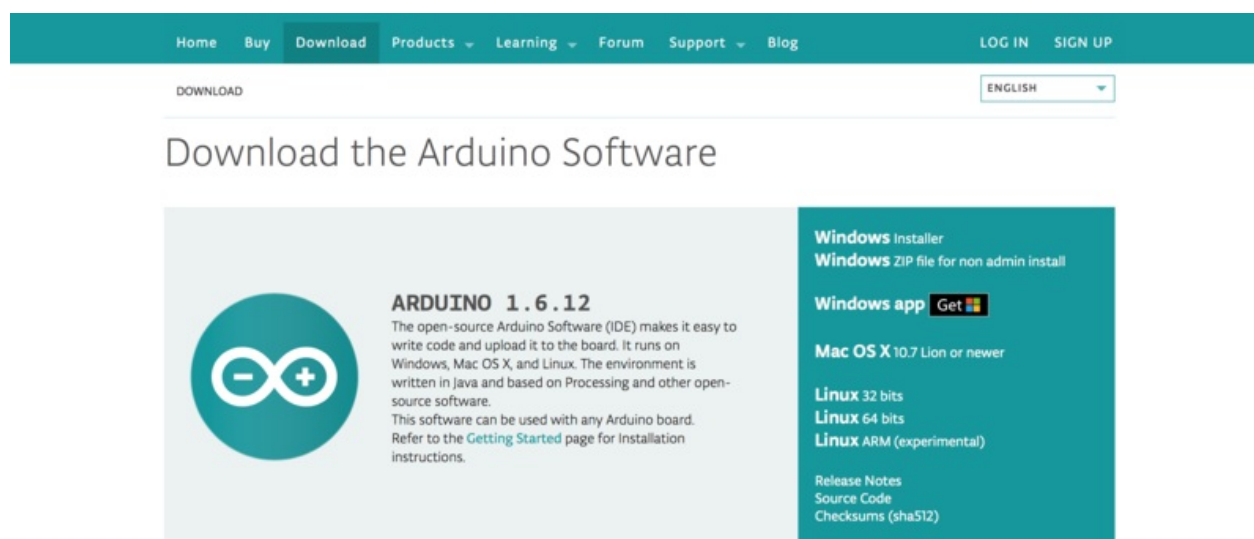 Home Buy Download Products Learning Forum Support Blog LOG IN SIGN UP
DOWNLOAD ENGLISH
Download the Arduino Software
ARDUINO 1.6.12
The open-source Arduino Software (IDE) makes it easy to
write code and upload it to the board. It runs on
Windows, Mac OS X, and Linux. The environment is
written in Java and based on Processing and other open-
source software.
This software can be used with any Arduino board.
Refer to the Getting Started page for Installation
instructions.
Windows Installer
Windows ZIP file for non admin install
Windows app Get
Mac OS X 10.7 Lion or newer
Linux 32 bits
Linux 64 bits
Linux ARM (experimental)
Release Notes
Source Code
Checksums (sha512)